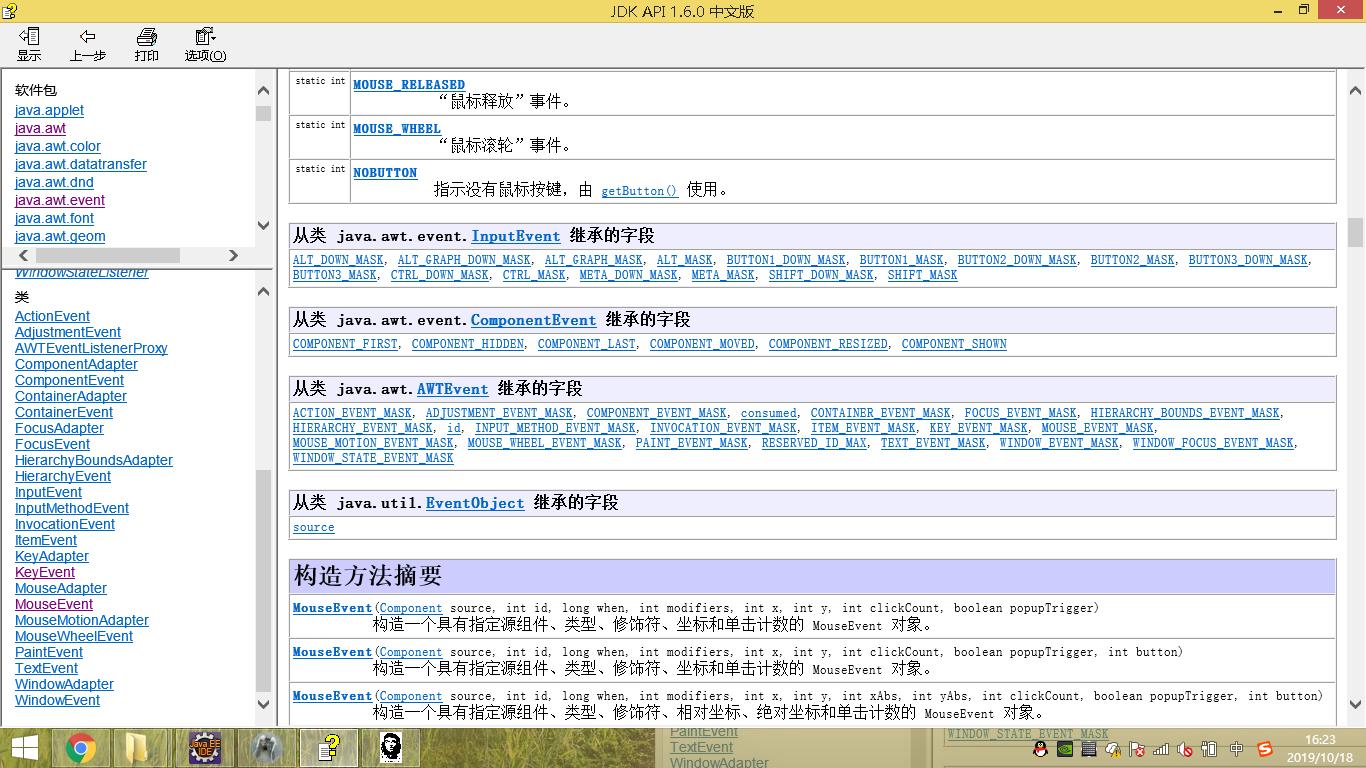 JDK API 1.6.0 中文版
显示
上一步
打印
选项(O)
软件包
java.applet
java.awt
java.awt.color
java.awt.datatransfer
java.awt.dnd
java.awt.event
java.awt.font
java.awt.geom
WindowStateListener
类
ActionEvent
AdjustmentEvent
AWTEventListenerProxy
ComponentAdapter
ComponentEvent
ContainerAdapter
ContainerEvent
FocusAdapter
FocusEvent
HierarchyBoundsAdapter
HierarchyEvent
InputEvent
InputMethodEvent
InvocationEvent
ItemEvent
KeyAdapter
KeyEvent
MouseAdapter
MouseEvent
MouseMotionAdapter
MouseWheelEvent
PaintEvent
TextEvent
WindowAdapter
WindowEvent
static int MOUSE_RELEASED
“鼠标释放”事件。
static int MOUSE_WHEEL
“鼠标滚轮”事件。
static int NOBUTTON
指示没有鼠标按键，由 getButton() 使用。
从类 java.awt.event.InputEvent 继承的字段
ALT_DOWN_MASK, ALT_GRAPH_DOWN_MASK, ALT_GRAPH_MASK, ALT_MASK, BUTTON1_DOWN_MASK, BUTTON1_MASK, BUTTON2_DOWN_MASK, BUTTON2_MASK, BUTTON3_DOWN_MASK,
BUTTON3_MASK, CTRL_DOWN_MASK, CTRL_MASK, META_DOWN_MASK, META_MASK, SHIFT_DOWN_MASK, SHIFT_MASK
从类 java.awt.event.ComponentEvent 继承的字段
COMPONENT_FIRST, COMPONENT_HIDDEN, COMPONENT_LAST, COMPONENT_MOVED, COMPONENT_RESIZED, COMPONENT_SHOWN
从类 java.awt.AWTEvent 继承的字段
ACTION_EVENT_MASK, ADJUSTMENT_EVENT_MASK, COMPONENT_EVENT_MASK, consumed, CONTAINER_EVENT_MASK, FOCUS_EVENT_MASK, HIERARCHY_BOUNDS_EVENT_MASK,
HIERARCHY_EVENT_MASK, id, INPUT_METHOD_EVENT_MASK, INVOCATION_EVENT_MASK, ITEM_EVENT_MASK, KEY_EVENT_MASK, MOUSE_EVENT_MASK,
MOUSE_MOTION_EVENT_MASK, MOUSE_WHEEL_EVENT_MASK, PAINT_EVENT_MASK, RESERVED_ID_MAX, TEXT_EVENT_MASK, WINDOW_EVENT_MASK, WINDOW_FOCUS_EVENT_MASK,
WINDOW_STATE_EVENT_MASK
从类 java.util.EventObject 继承的字段
source
构造方法摘要
MouseEvent(Component source, int id, long when, int modifiers, int x, int y, int clickCount, boolean popupTrigger)
构造一个具有指定源组件、类型、修饰符、坐标和单击计数的 MouseEvent 对象。
MouseEvent(Component source, int id, long when, int modifiers, int x, int y, int clickCount, boolean popupTrigger, int button)
构造一个具有指定源组件、类型、修饰符、坐标和单击计数的 MouseEvent 对象。
MouseEvent(Component source, int id, long when, int modifiers, int x, int y, int xAbs, int yAbs, int clickCount, boolean popupTrigger, int button)
构造一个具有指定源组件、类型、修饰符、相对坐标、绝对坐标和单击计数的 MouseEvent 对象。
Java EE
IDE
PaintEvent
TextEvent
WindowAdapter
WINDOW_STATE_EVENT_MASK
中
16:23
2019/10/18